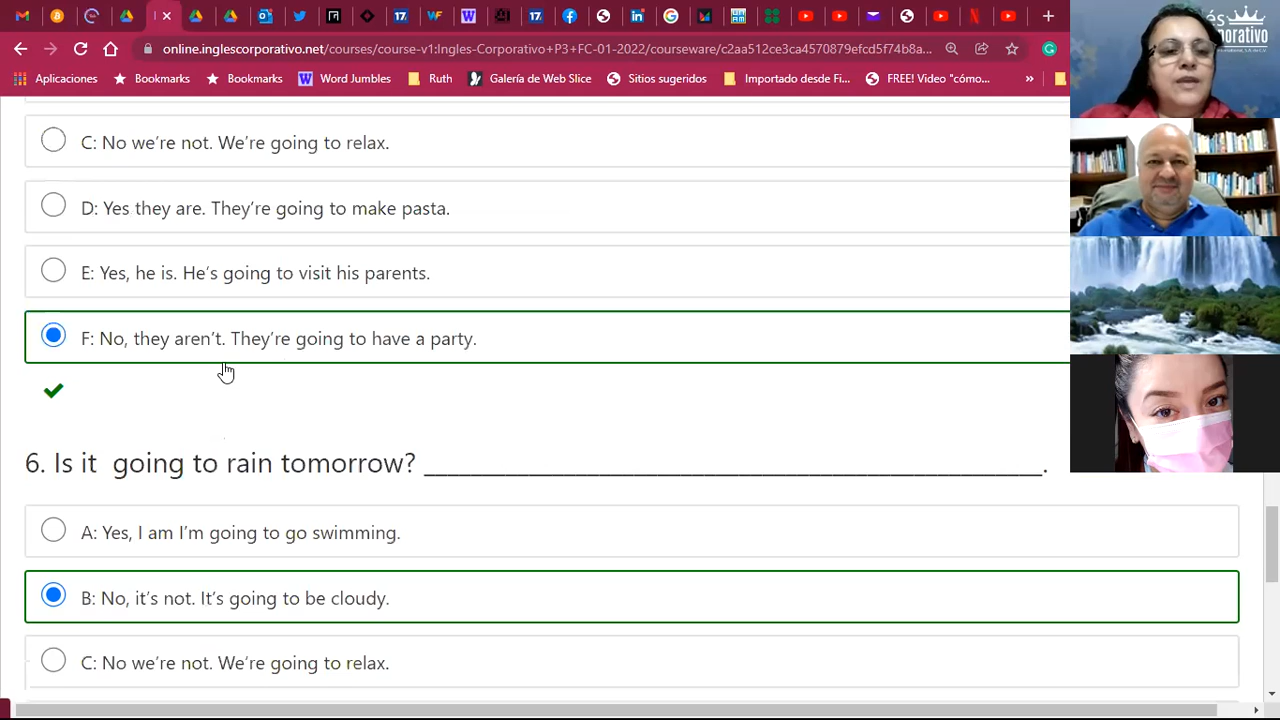 online.inglescorporativo.net/courses/course-v1:Ingles-Corporativo+P3+FC-01-2022/courseware/c2aa512ce3ca4570879efcd5f74b8a...
Aplicaciones Bookmarks Bookmarks Word Jumbles Ruth Galería de Web Slice Sitios sugeridos Importado desde Fi... FREE! Video "cómo... »
C: No we’re not. We’re going to relax.
D: Yes they are. They’re going to make pasta.
E: Yes, he is. He’s going to visit his parents.
F: No, they aren’t. They’re going to have a party.
6. Is it going to rain tomorrow? ______________________________________________.
A: Yes, I am I’m going to go swimming.
B: No, it’s not. It’s going to be cloudy.
C: No we’re not. We’re going to relax.